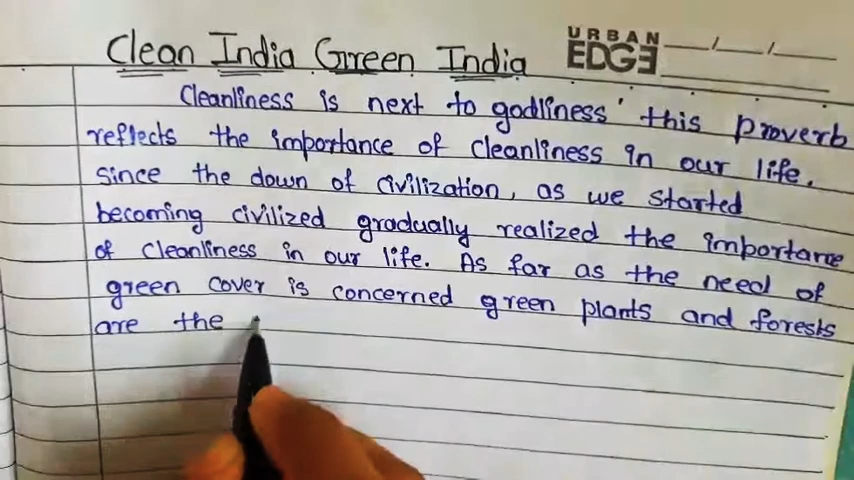 Clean India Green India
URBAN
EDGE
Cleanliness is next to godliness' this proverb
reflects the importance of cleanliness in our life.
since the down of civilization, as we started
becoming civilized gradually realized the importance
of cleanliness in our life. As far as the need of
green cover is concerned green plants and forests
are the